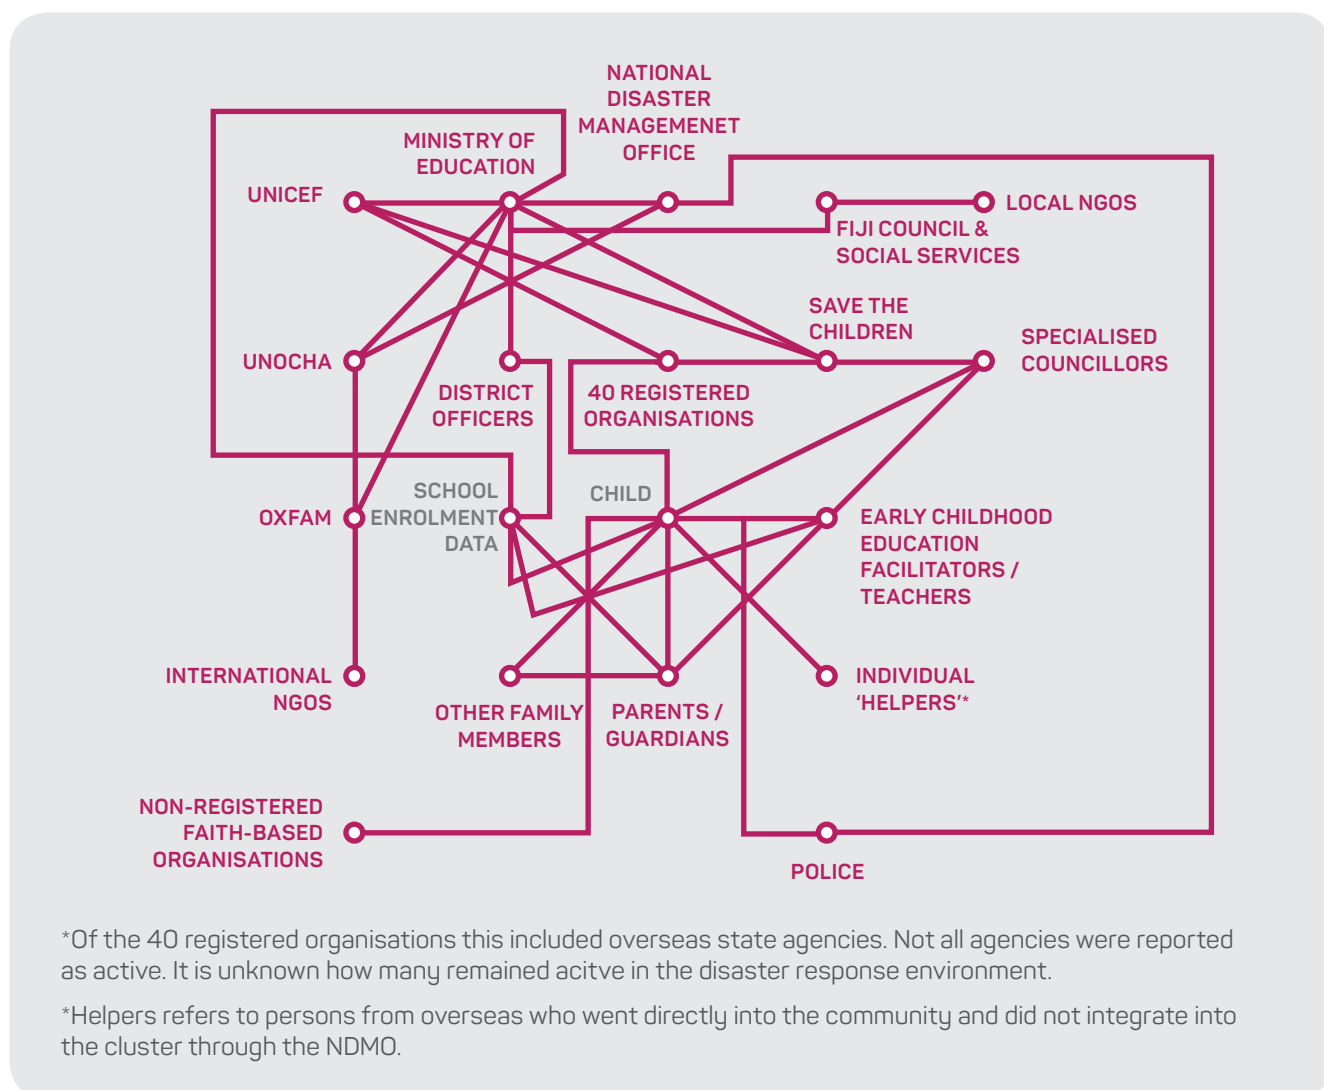 NATIONAL
DISASTER
MANAGEMENET
OFFICE
MINISTRY OF
EDUCATION
UNICEF
LOCAL NGOS
FIJI COUNCIL &
SOCIAL SERVICES
SAVE THE
CHILDREN
SPECIALISED
COUNCILLORS
UNOCHA
DISTRICT
OFFICERS
40 REGISTERED
ORGANISATIONS
SCHOOL
ENROLMENT
DATA
CHILD
OXFAM
EARLY CHILDHOOD
EDUCATION
FACILITATORS /
TEACHERS
INTERNATIONAL
NGOS
OTHER FAMILY
MEMBERS
PARENTS /
GUARDIANS
INDIVIDUAL
‘HELPERS’*
NON-REGISTERED
FAITH-BASED
ORGANISATIONS
POLICE
*Of the 40 registered organisations this included overseas state agencies. Not all agencies were reported
as active. It is unknown how many remained acitve in the disaster response environment.
*Helpers refers to persons from overseas who went directly into the community and did not integrate into
the cluster through the NDMO.